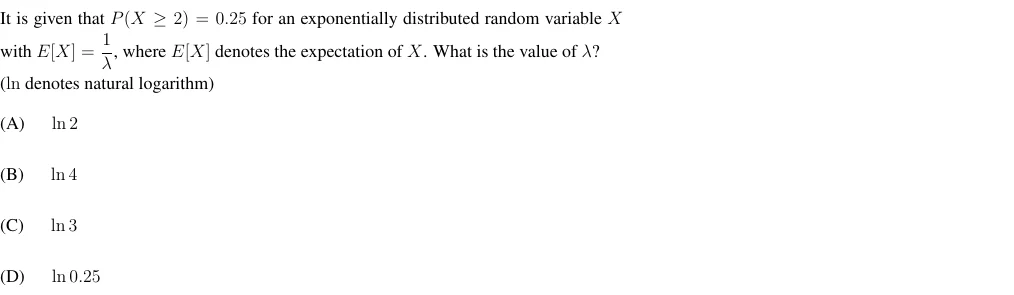 It is given that P(X ≥ 2) = 0.25 for an exponentially distributed random variable X
with E[X] = 1/λ, where E[X] denotes the expectation of X. What is the value of λ?
(ln denotes natural logarithm)
(A) ln 2
(B) ln 4
(C) ln 3
(D) ln 0.25